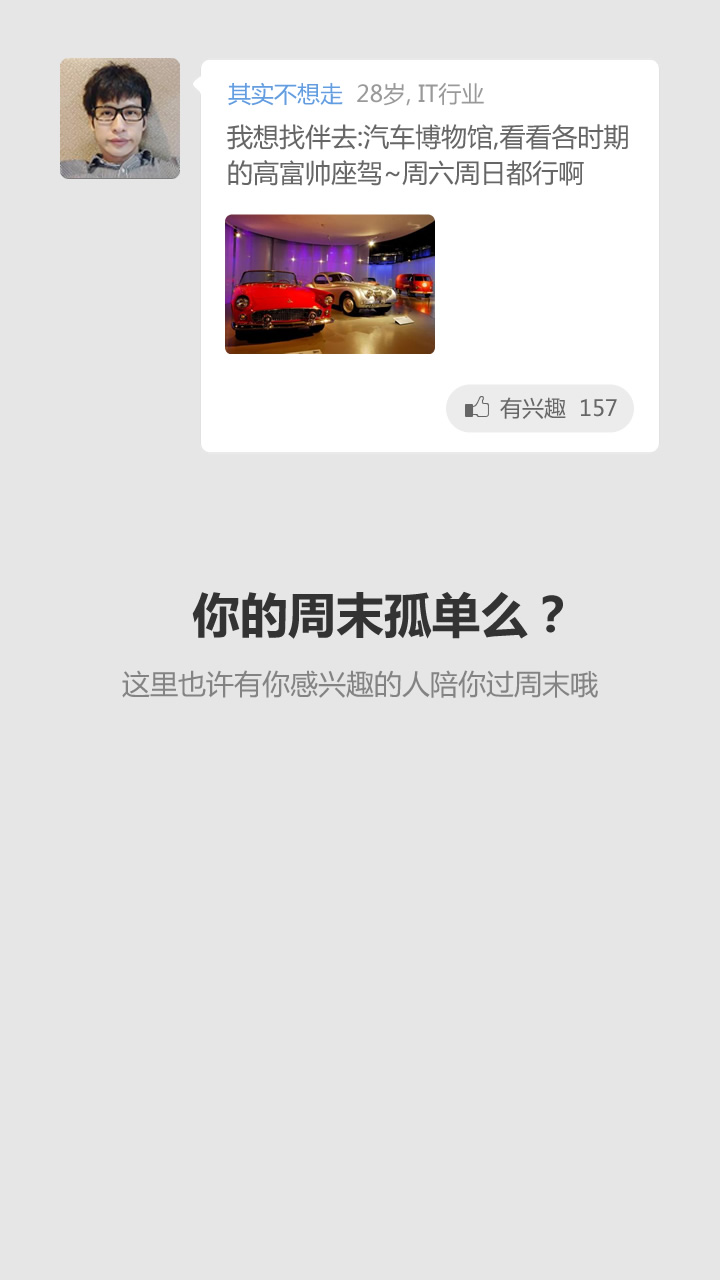 其实不想走 28岁, IT行业
我想找伴去:汽车博物馆,看看各时期
的高富帅座驾~周六周日都行啊
有兴趣 157
你的周末孤单么？
这里也许有你感兴趣的人陪你过周末哦